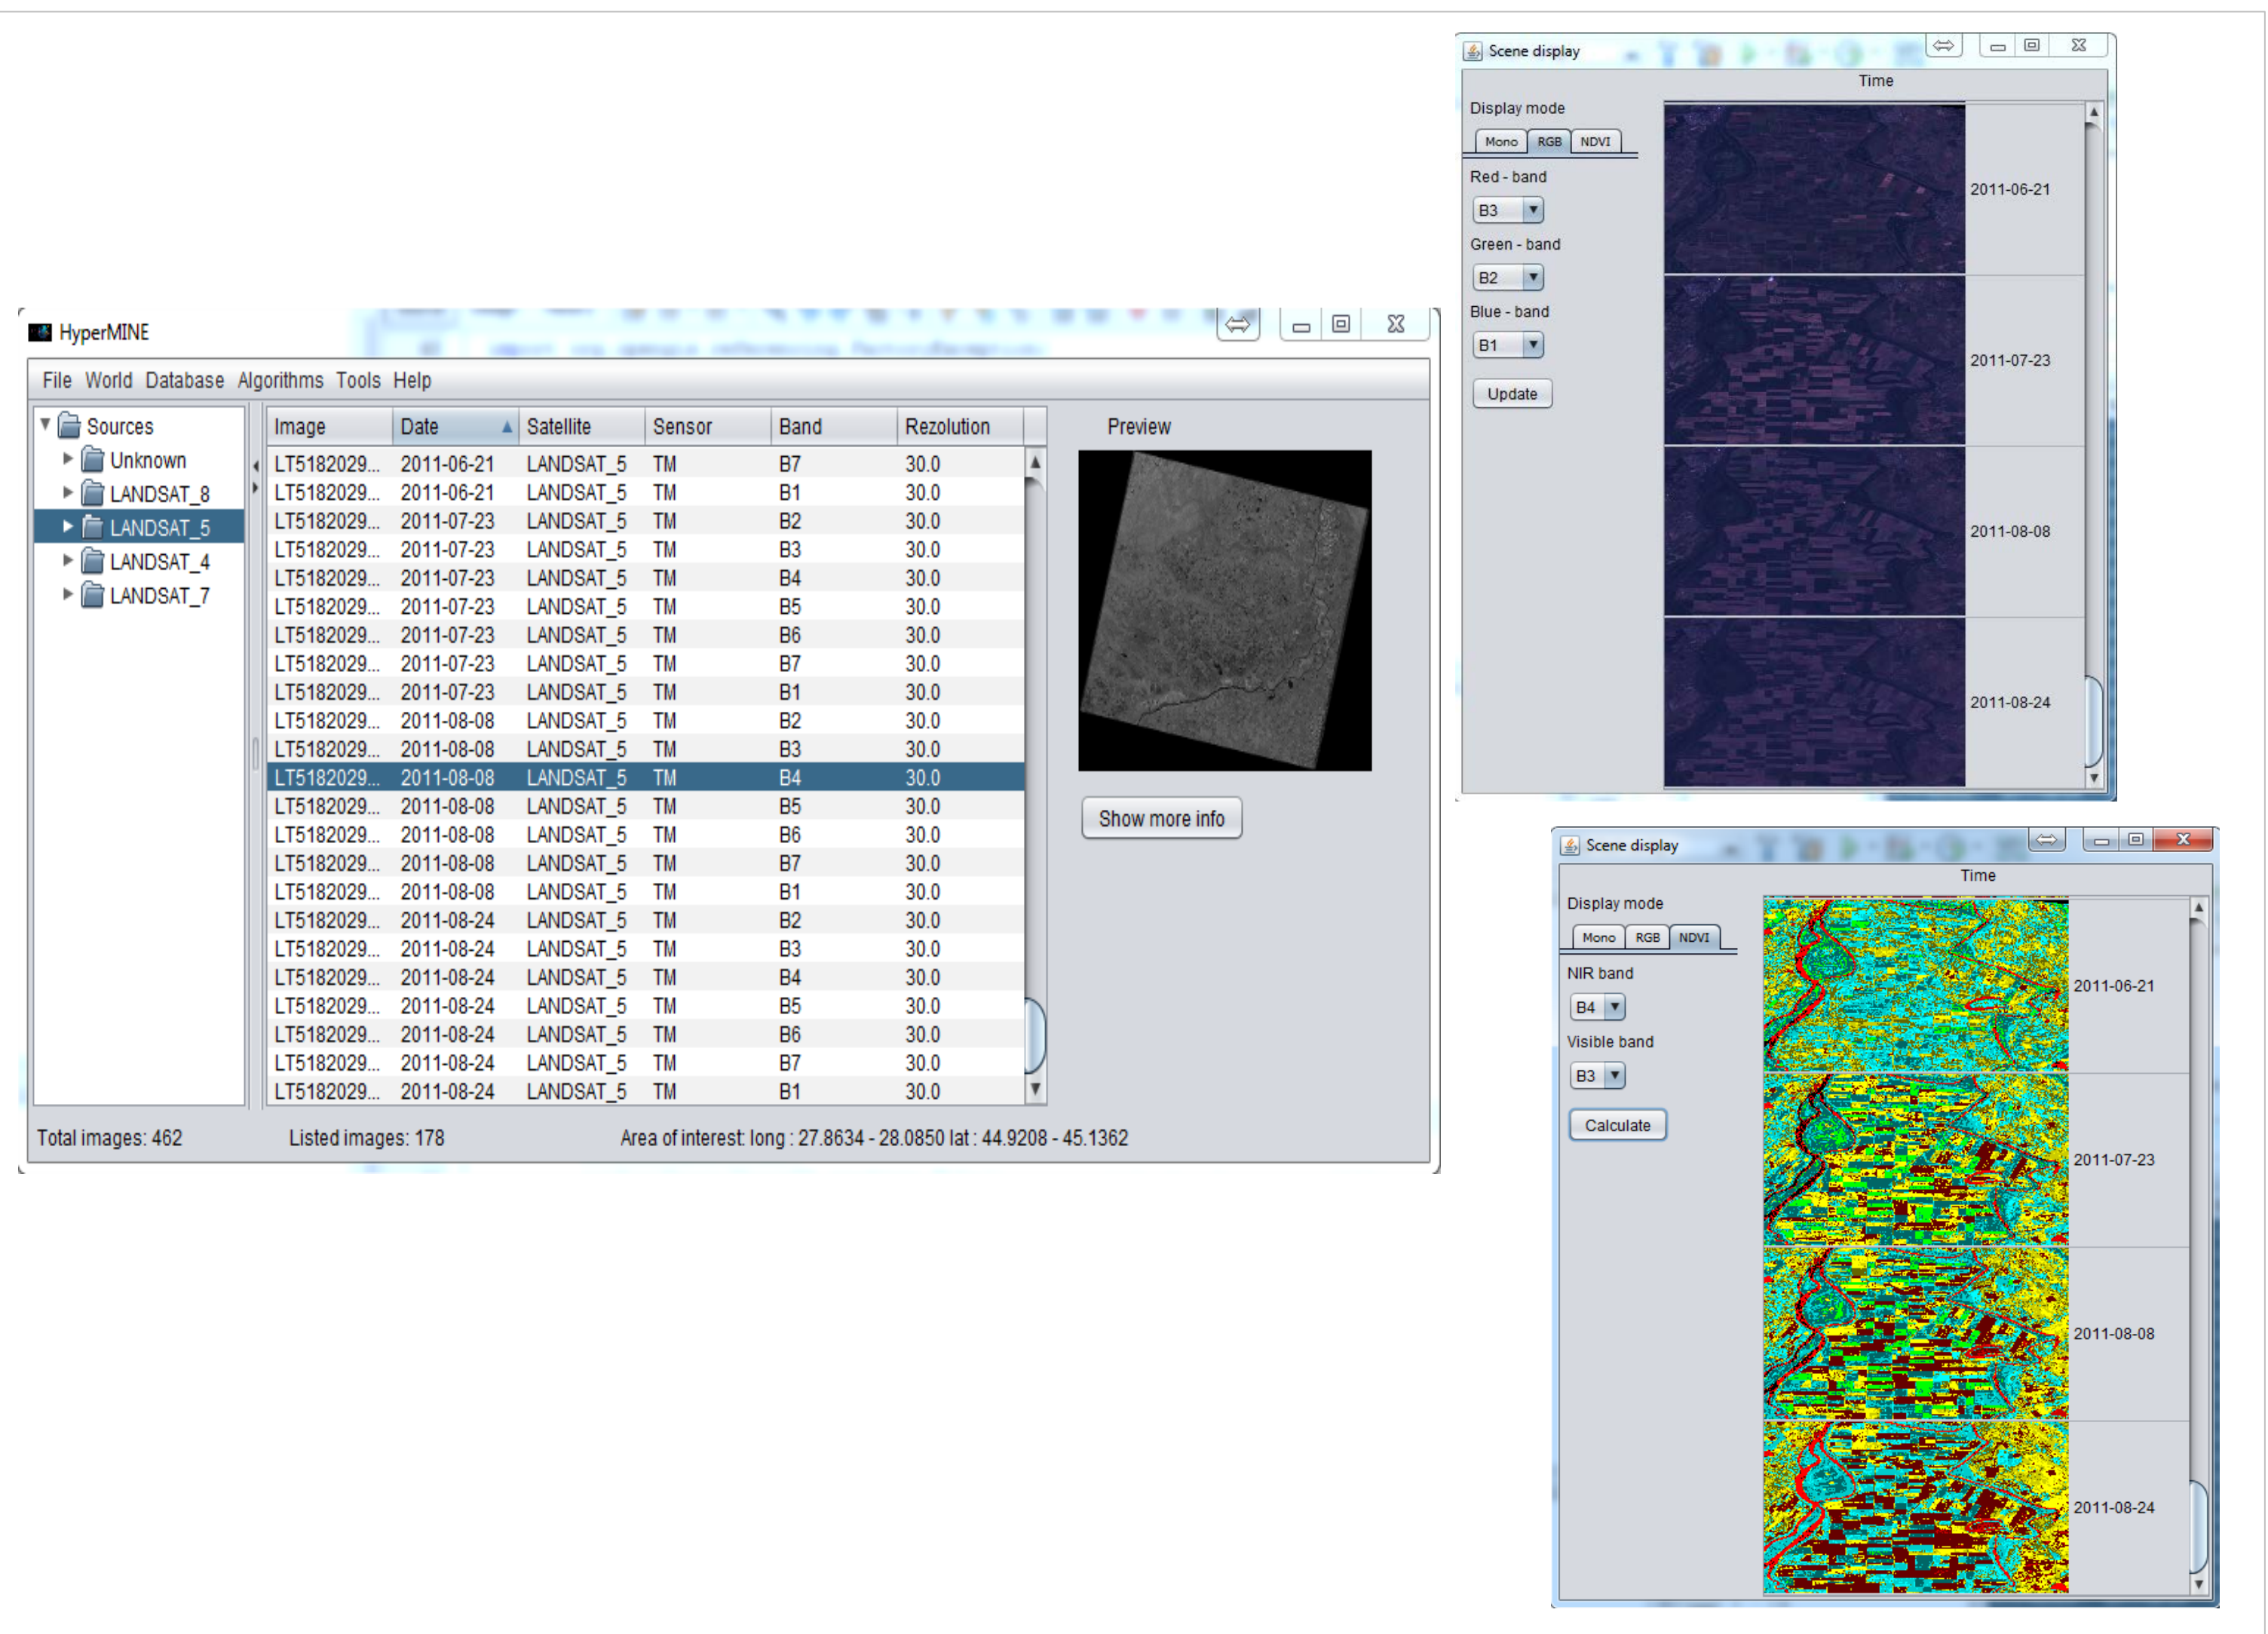 HyperMINE
File World Database Algorithms Tools Help
Sources
Unknown
LANDSAT_8
LANDSAT_5
LANDSAT_4
LANDSAT_7
Image Date Satellite Sensor Band Rezolution
LT5182029... 2011-06-21 LANDSAT_5 TM B7 30.0
LT5182029... 2011-06-21 LANDSAT_5 TM B1 30.0
LT5182029... 2011-07-23 LANDSAT_5 TM B2 30.0
LT5182029... 2011-07-23 LANDSAT_5 TM B3 30.0
LT5182029... 2011-07-23 LANDSAT_5 TM B4 30.0
LT5182029... 2011-07-23 LANDSAT_5 TM B5 30.0
LT5182029... 2011-07-23 LANDSAT_5 TM B6 30.0
LT5182029... 2011-07-23 LANDSAT_5 TM B7 30.0
LT5182029... 2011-07-23 LANDSAT_5 TM B1 30.0
LT5182029... 2011-08-08 LANDSAT_5 TM B2 30.0
LT5182029... 2011-08-08 LANDSAT_5 TM B3 30.0
LT5182029... 2011-08-08 LANDSAT_5 TM B4 30.0
LT5182029... 2011-08-08 LANDSAT_5 TM B5 30.0
LT5182029... 2011-08-08 LANDSAT_5 TM B6 30.0
LT5182029... 2011-08-08 LANDSAT_5 TM B7 30.0
LT5182029... 2011-08-08 LANDSAT_5 TM B1 30.0
LT5182029... 2011-08-24 LANDSAT_5 TM B2 30.0
LT5182029... 2011-08-24 LANDSAT_5 TM B3 30.0
LT5182029... 2011-08-24 LANDSAT_5 TM B4 30.0
LT5182029... 2011-08-24 LANDSAT_5 TM B5 30.0
LT5182029... 2011-08-24 LANDSAT_5 TM B6 30.0
LT5182029... 2011-08-24 LANDSAT_5 TM B7 30.0
LT5182029... 2011-08-24 LANDSAT_5 TM B1 30.0
Preview
Show more info
Total images: 462 Listed images: 178 Area of interest: long : 27.8634 - 28.0850 lat : 44.9208 - 45.1362
Scene display
Time
Display mode
Mono RGB NDVI
Red - band
B3
Green - band
B2
Blue - band
B1
Update
2011-06-21
2011-07-23
2011-08-08
2011-08-24
Scene display
Time
Display mode
Mono RGB NDVI
NIR band
B4
Visible band
B3
Calculate
2011-06-21
2011-07-23
2011-08-08
2011-08-24